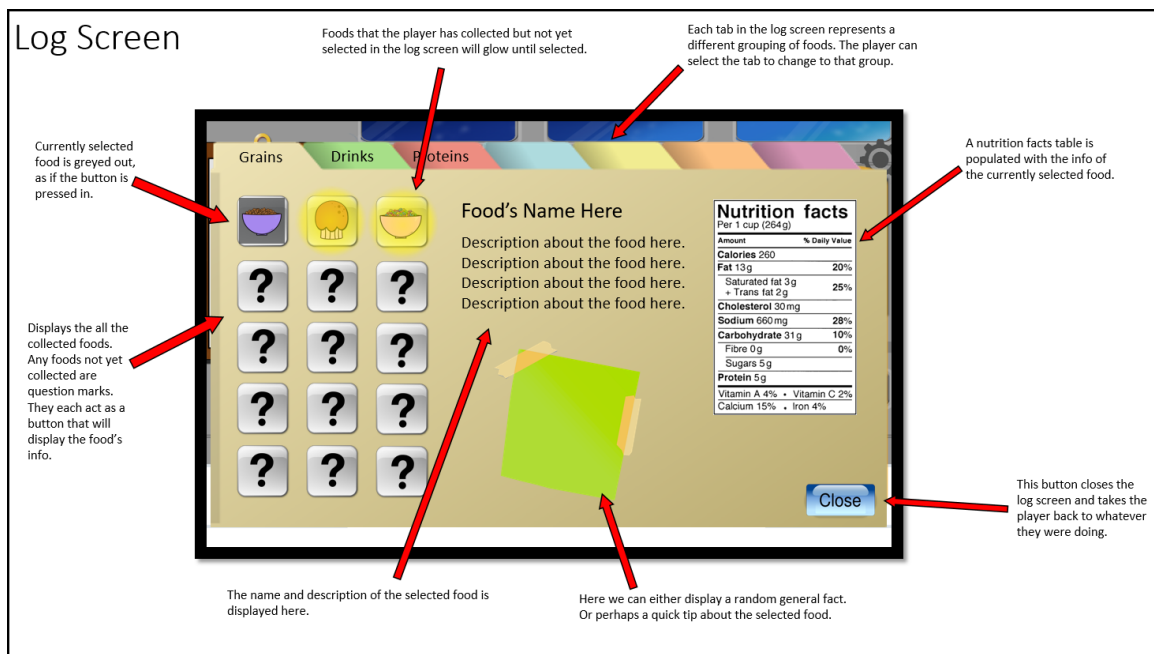 Log Screen
Foods that the player has collected but not yet
selected in the log screen will glow until selected.
Each tab in the log screen represents a
different grouping of foods. The player can
select the tab to change to that group.
Currently selected
food is greyed out,
as if the button is
pressed in.
A nutrition facts table is
populated with the info of
the currently selected food.
Grains
Drinks
Proteins
Food's Name Here
Description about the food here.
Description about the food here.
Description about the food here.
Description about the food here.
Nutrition facts
Per 1 cup (264g)
Amount % Daily Value
Calories 260
Fat 13g 20%
Saturated fat 3g
+ Trans fat 2g 25%
Cholesterol 30mg
Sodium 660mg 28%
Carbohydrate 31g 10%
Fibre 0g 0%
Sugars 5g
Protein 5g
Vitamin A 4% • Vitamin C 2%
Calcium 15% • Iron 4%
? ? ?
? ? ?
? ? ?
? ? ?
Displays the all the
collected foods.
Any foods not yet
collected are
question marks.
They each act as a
button that will
display the food's
info.
Close
This button closes the
log screen and takes the
player back to whatever
they were doing.
The name and description of the selected food is
displayed here.
Here we can either display a random general fact.
Or perhaps a quick tip about the selected food.